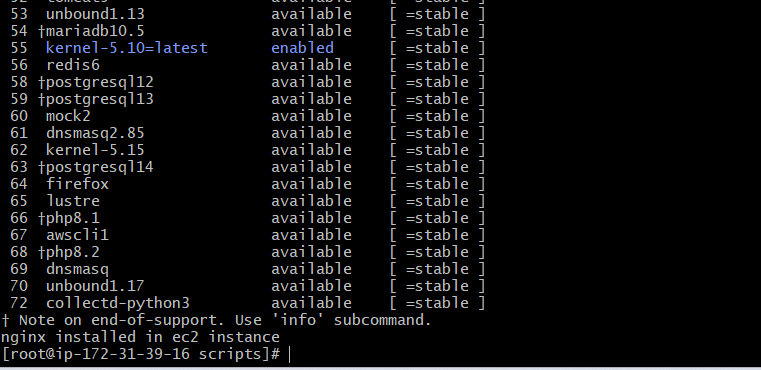 53  unbound1.13              available    [ =stable ]
54 †mariadb10.5              available    [ =stable ]
55  kernel-5.10=latest       enabled      [ =stable ]
56  redis6                   available    [ =stable ]
58 †postgresql12             available    [ =stable ]
59 †postgresql13             available    [ =stable ]
60  mock2                    available    [ =stable ]
61  dnsmasq2.85              available    [ =stable ]
62  kernel-5.15              available    [ =stable ]
63 †postgresql14             available    [ =stable ]
64  firefox                  available    [ =stable ]
65  lustre                   available    [ =stable ]
66 †php8.1                   available    [ =stable ]
67  awscli1                  available    [ =stable ]
68 †php8.2                   available    [ =stable ]
69  dnsmasq                  available    [ =stable ]
70  unbound1.17              available    [ =stable ]
72  collectd-python3         available    [ =stable ]
† Note on end-of-support. Use 'info' subcommand.
nginx installed in ec2 instance
[root@ip-172-31-39-16 scripts]#